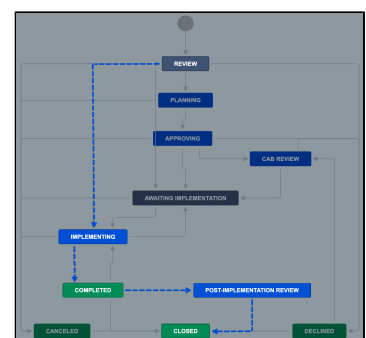 REVIEW
PLANNING
APPROVING
CAB REVIEW
AWAITING IMPLEMENTATION
IMPLEMENTING
COMPLETED
POST-IMPLEMENTATION REVIEW
CANCELED
CLOSED
DECLINED